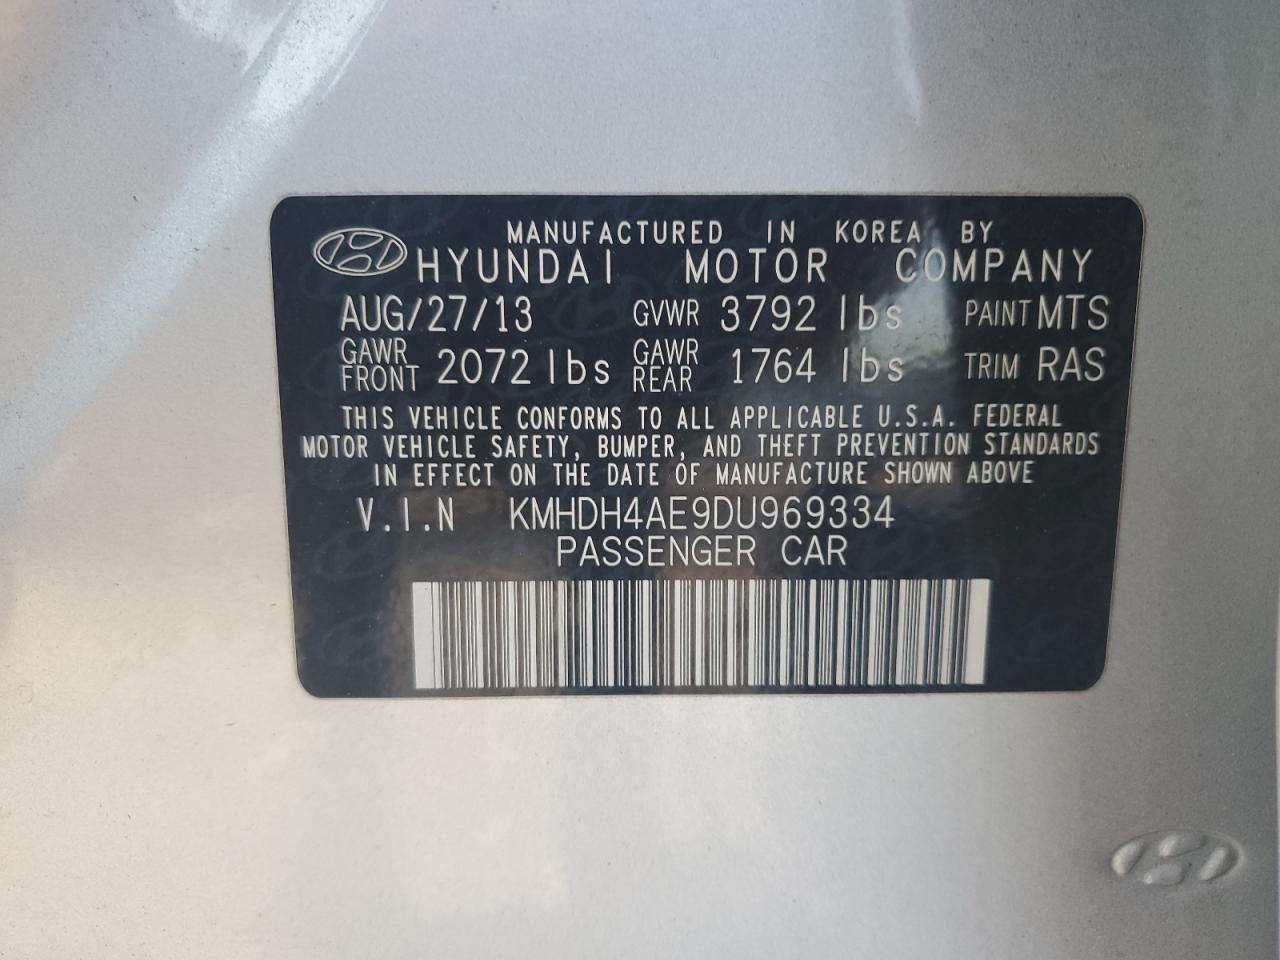 MANUFACTURED IN KOREA BY
HYUNDAI MOTOR COMPANY
AUG/27/13 GVWR 3792 lbs PAINT MTS
GAWR FRONT 2072 lbs GAWR REAR 1764 lbs TRIM RAS
THIS VEHICLE CONFORMS TO ALL APPLICABLE U.S.A. FEDERAL
MOTOR VEHICLE SAFETY, BUMPER, AND THEFT PREVENTION STANDARDS
IN EFFECT ON THE DATE OF MANUFACTURE SHOWN ABOVE
V.I.N KMHDH4AE9DU969334
PASSENGER CAR